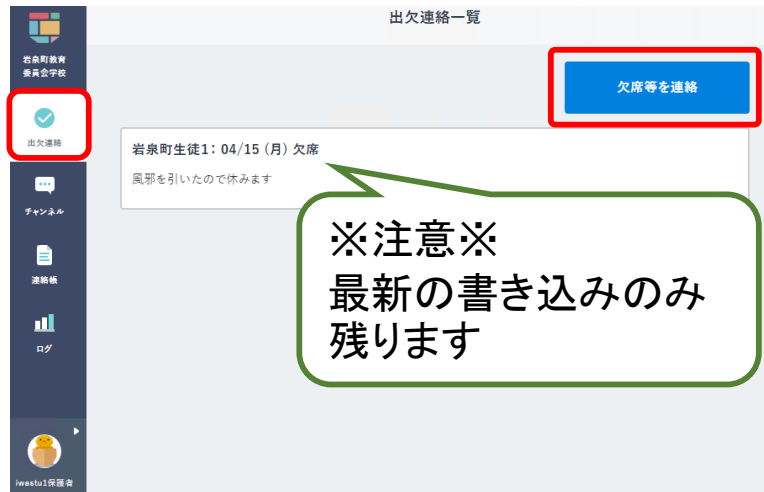 出欠連絡一覧
岩泉町教育
委員会学校
欠席等を連絡
出欠連絡
岩泉町生徒1: 04/15 (月) 欠席
風邪を引いたので休みます
チャンネル
連絡帳
ログ
※注意※
最新の書き込みのみ
残ります
iwastu1保護者